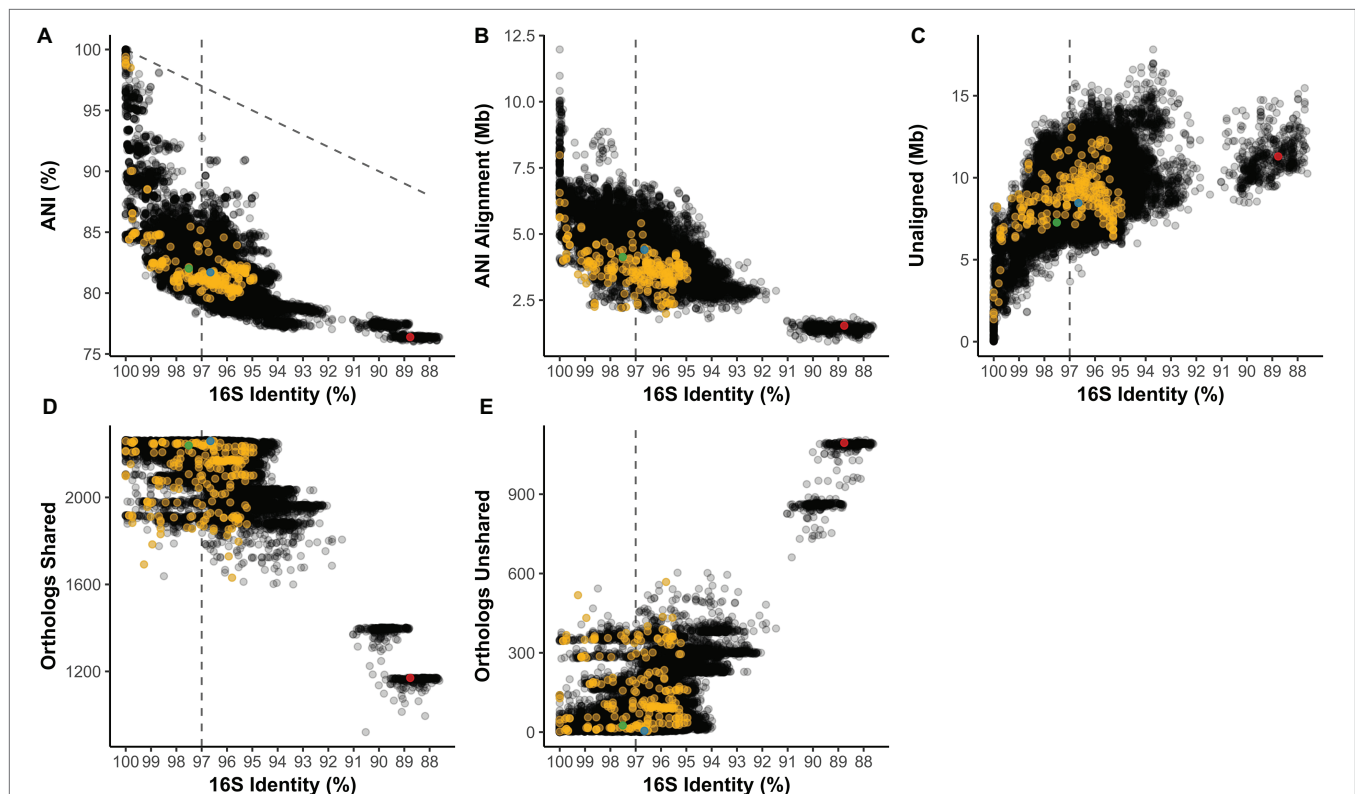 A
100
95
90
85
80
75
ANI (%)
100 99 98 97 96 95 94 93 92 91 90 89 88
16S Identity (%)
B
12.5
10.0
7.5
5.0
2.5
ANI Alignment (Mb)
100 99 98 97 96 95 94 93 92 91 90 89 88
16S Identity (%)
C
15
10
5
0
Unaligned (Mb)
100 99 98 97 96 95 94 93 92 91 90 89 88
16S Identity (%)
D
2000
1600
1200
Orthologs Shared
100 99 98 97 96 95 94 93 92 91 90 89 88
16S Identity (%)
E
900
600
300
0
Orthologs Unshared
100 99 98 97 96 95 94 93 92 91 90 89 88
16S Identity (%)